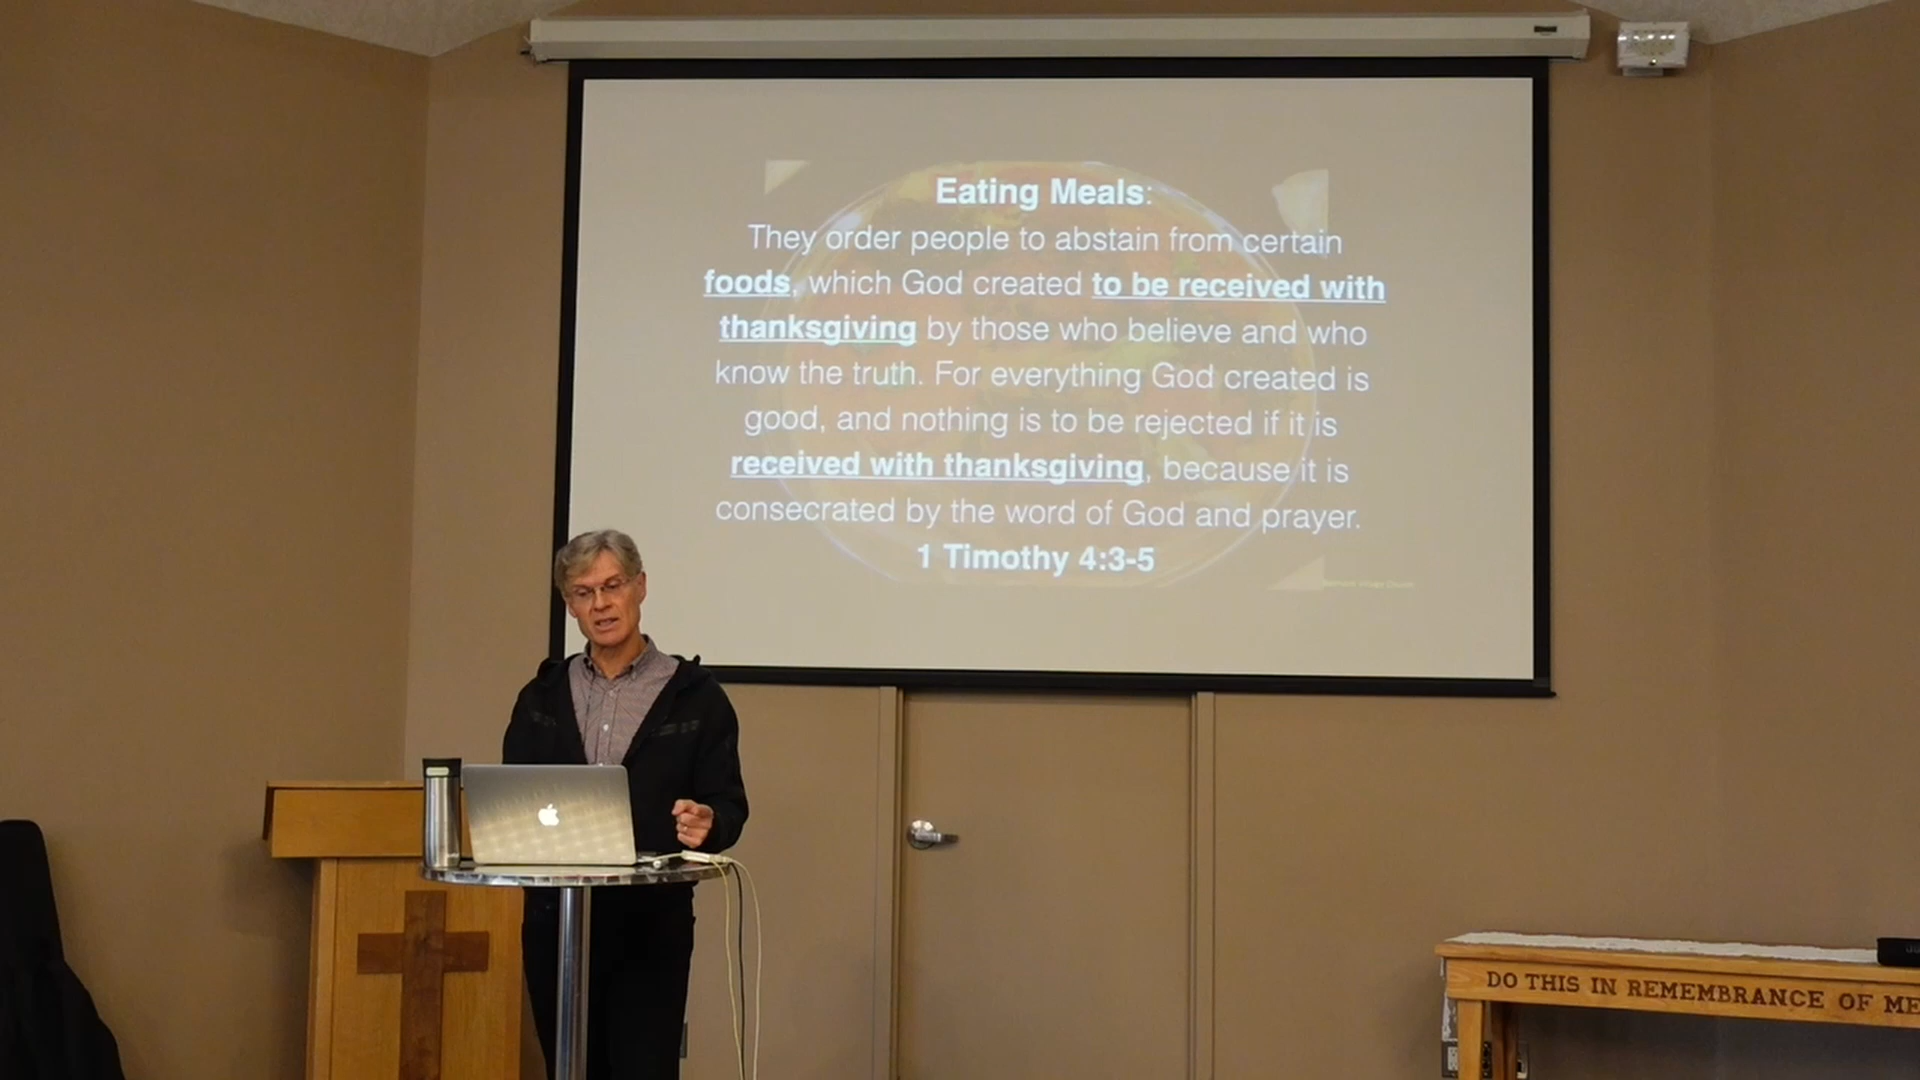 Eating Meals:
They order people to abstain from certain
foods, which God created to be received with
thanksgiving by those who believe and who
know the truth. For everything God created is
good, and nothing is to be rejected if it is
received with thanksgiving, because it is
consecrated by the word of God and prayer.
1 Timothy 4:3-5
DO THIS IN REMEMBRANCE OF ME